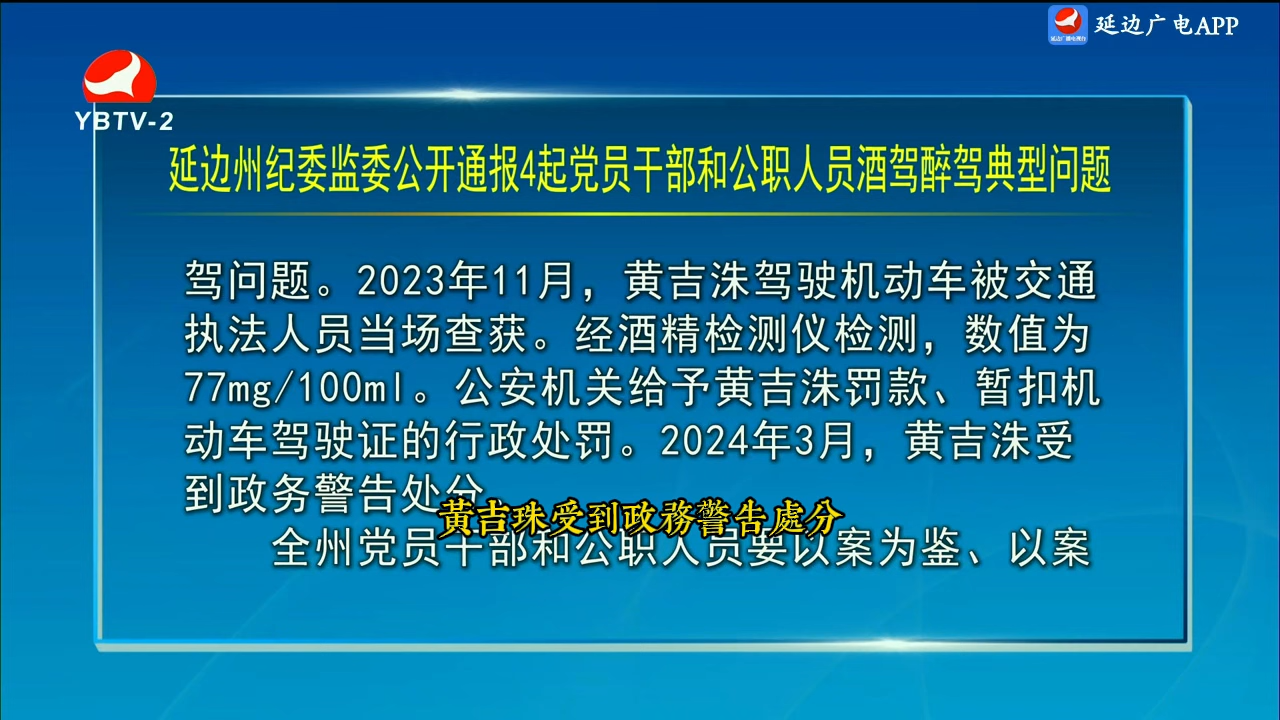 延边广电APP
YBTV-2
延边州纪委监委公开通报4起党员干部和公职人员酒驾醉驾典型问题
驾问题。2023年11月，黄吉洙驾驶机动车被交通
执法人员当场查获。经酒精检测仪检测，数值为
77mg/100ml。公安机关给予黄吉洙罚款、暂扣机
动车驾驶证的行政处罚。2024年3月，黄吉洙受
到政务警告处分。
黃吉珠受到政務警告處分
全州党员干部和公职人员要以案为鉴、以案